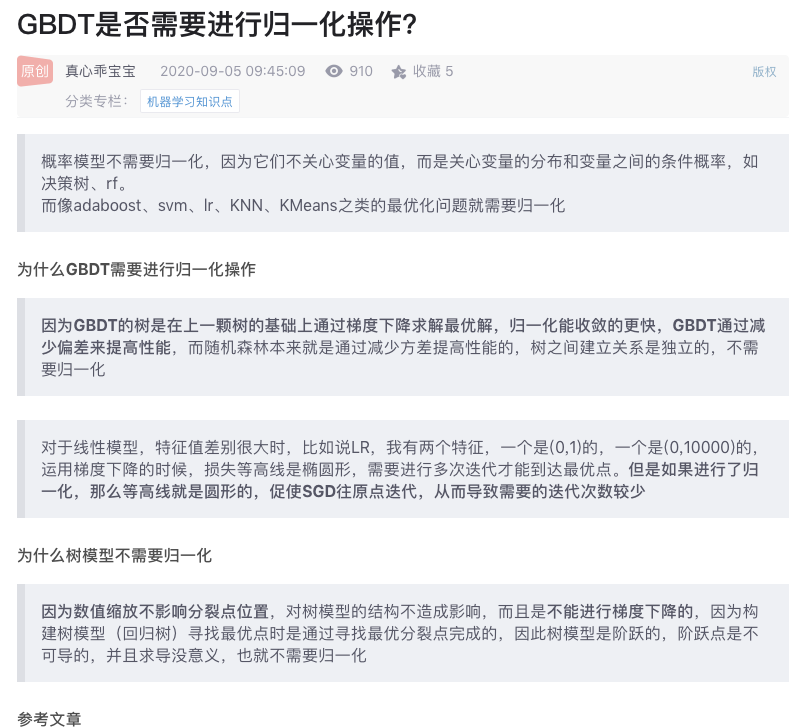 GBDT是否需要进行归一化操作?
原创 真心乖宝宝 2020-09-05 09:45:09 910 收藏 5 版权
分类专栏： 机器学习知识点
概率模型不需要归一化，因为它们不关心变量的值，而是关心变量的分布和变量之间的条件概率，如
决策树、rf。
而像adaboost、svm、lr、KNN、KMeans之类的最优化问题就需要归一化
为什么GBDT需要进行归一化操作
因为GBDT的树是在上一颗树的基础上通过梯度下降求解最优解，归一化能收敛的更快，GBDT通过减
少偏差来提高性能，而随机森林本来就是通过减少方差提高性能的，树之间建立关系是独立的，不需
要归一化
对于线性模型，特征值差别很大时，比如说LR，我有两个特征，一个是(0,1)的，一个是(0,10000)的，
运用梯度下降的时候，损失等高线是椭圆形，需要进行多次迭代才能到达最优点。但是如果进行了归
一化，那么等高线就是圆形的，促使SGD往原点迭代，从而导致需要的迭代次数较少
为什么树模型不需要归一化
因为数值缩放不影响分裂点位置，对树模型的结构不造成影响，而且是不能进行梯度下降的，因为构
建树模型（回归树）寻找最优点时是通过寻找最优分裂点完成的，因此树模型是阶跃的，阶跃点是不
可导的，并且求导没意义，也就不需要归一化
参考文章